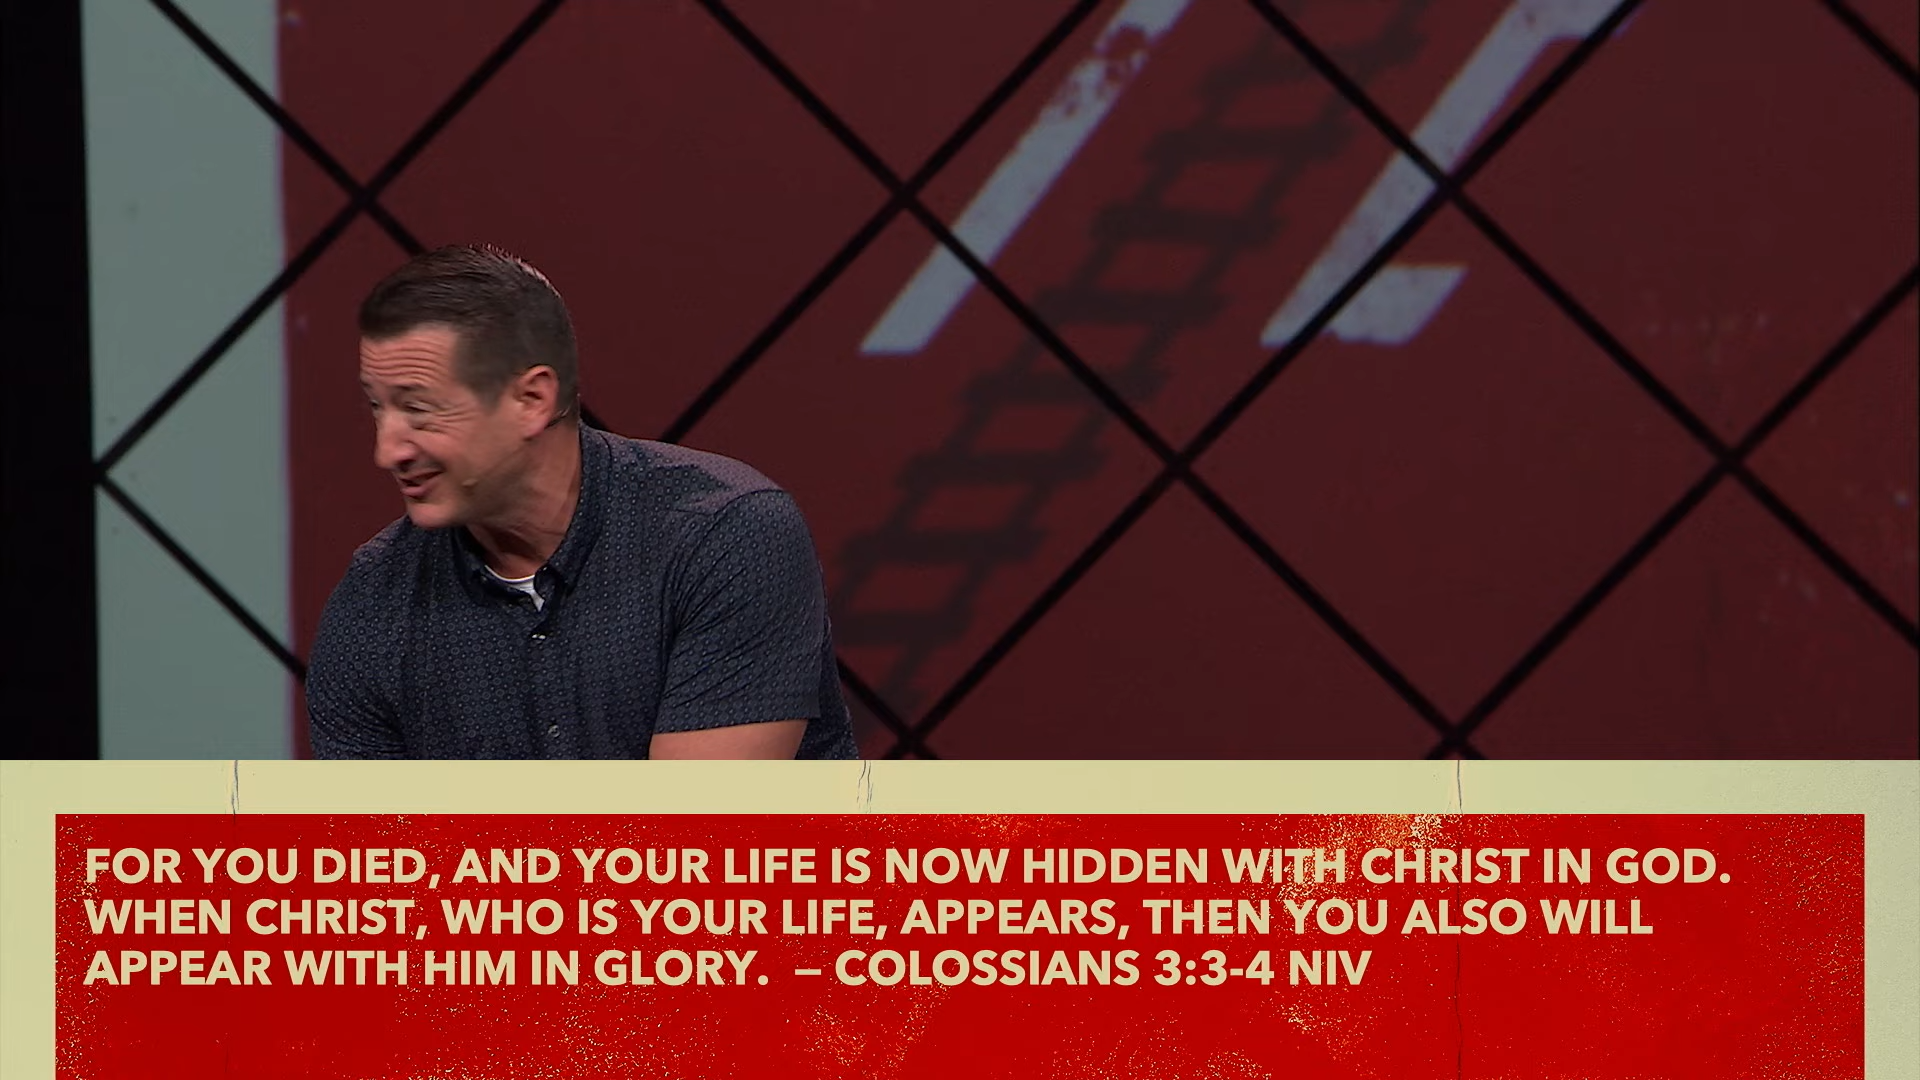 FOR YOU DIED, AND YOUR LIFE IS NOW HIDDEN WITH CHRIST IN GOD.
WHEN CHRIST, WHO IS YOUR LIFE, APPEARS, THEN YOU ALSO WILL
APPEAR WITH HIM IN GLORY. – COLOSSIANS 3:3-4 NIV